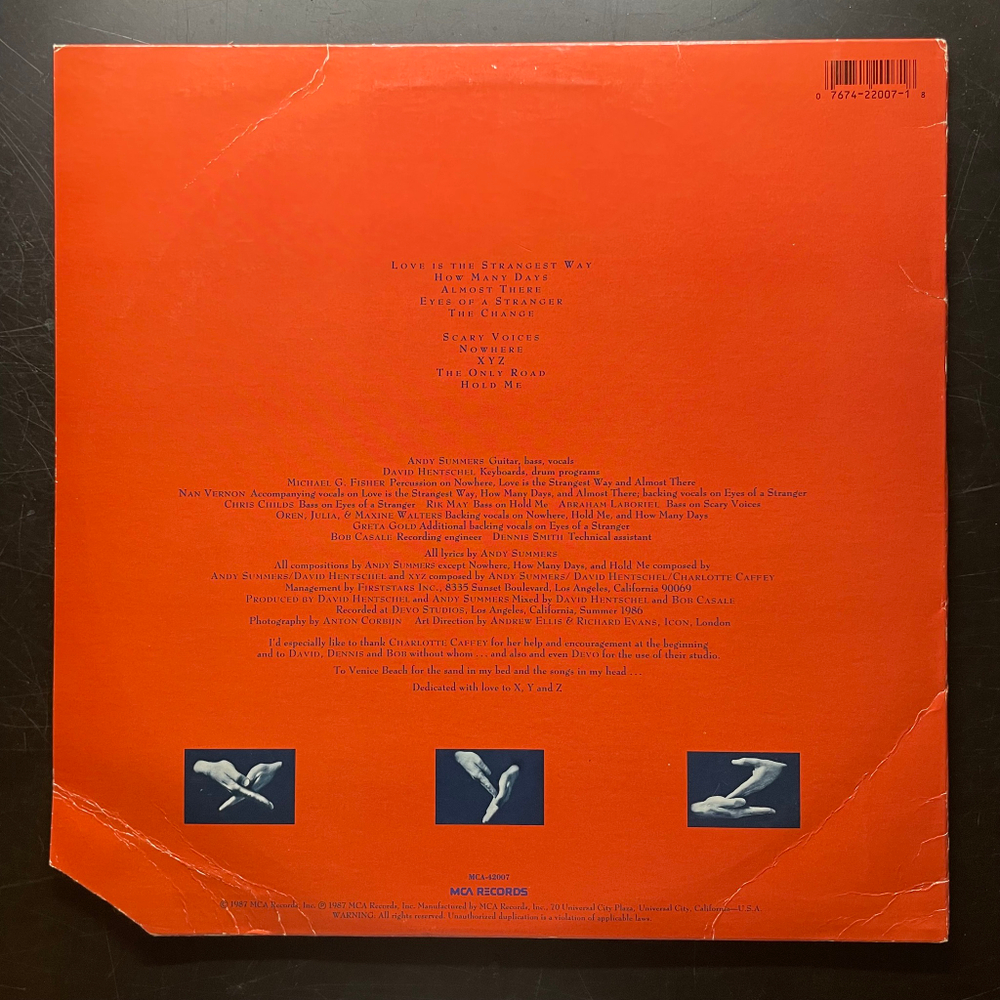 0 7674-22007-1 8
LOVE IS THE STRANGEST WAY
HOW MANY DAYS
ALMOST THERE
EYES OF A STRANGER
THE CHANGE
SCARY VOICES
NOWHERE
XYZ
THE ONLY ROAD
HOLD ME
ANDY SUMMERS Guitar, bass, vocals
DAVID HENTSCHEL Keyboards, drum programs
MICHAEL G. FISHER Percussion on Nowhere, Love is the Strangest Way and Almost There
NAN VERNON Accompanying vocals on Love is the Strangest Way, How Many Days, and Almost There; backing vocals on Eyes of a Stranger
CHRIS CHILDS Bass on Eyes of a Stranger RIK MAY Bass on Hold Me ABRAHAM LABORIEL Bass on Scary Voices
OREN, JULIA, & MAXINE WALTERS Backing vocals on Nowhere, Hold Me, and How Many Days
GRETA GOLD Additional backing vocals on Eyes of a Stranger
BOB CASALE Recording engineer DENNIS SMITH Technical assistant
All lyrics by ANDY SUMMERS
All compositions by ANDY SUMMERS except Nowhere, How Many Days, and Hold Me composed by
ANDY SUMMERS/DAVID HENTSCHEL and XYZ composed by ANDY SUMMERS/ DAVID HENTSCHEL/CHARLOTTE CAFFEY
Management by FIRSTSTARS INC., 8335 Sunset Boulevard, Los Angeles, California 90069
PRODUCED BY DAVID HENTSCHEL and ANDY SUMMERS Mixed by DAVID HENTSCHEL and BOB CASALE
Recorded at DEVO STUDIOS, Los Angeles, California, Summer 1986
Photography by ANTON CORBIJN Art Direction by ANDREW ELLIS & RICHARD EVANS, ICON, London
I'd especially like to thank CHARLOTTE CAFFEY for her help and encouragement at the beginning
and to DAVID, DENNIS and BOB without whom . . . and also and even DEVO for the use of their studio.
To Venice Beach for the sand in my bed and the songs in my head . . .
Dedicated with love to X, Y and Z
MCA-42007
MCA RECORDS
© 1987 MCA Records, Inc. ℗ 1987 MCA Records, Inc. Manufactured by MCA Records, Inc., 70 Universal City Plaza, Universal City, California—U.S.A.
WARNING: All rights reserved. Unauthorized duplication is a violation of applicable laws.